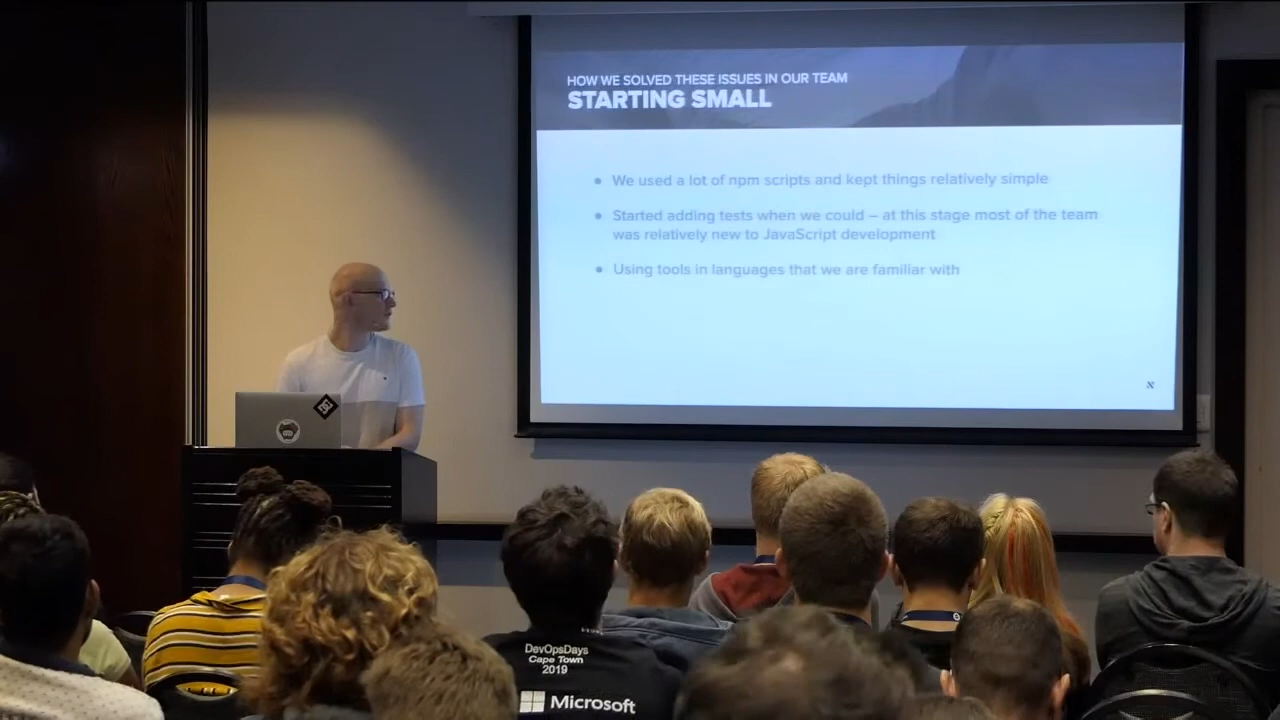 HOW WE SOLVED THESE ISSUES IN OUR TEAM
STARTING SMALL
• We used a lot of npm scripts and kept things relatively simple
• Started adding tests when we could – at this stage most of the team
was relatively new to JavaScript development
• Using tools in languages that we are familiar with
DevOpsDays
Cape Town
2019
Microsoft